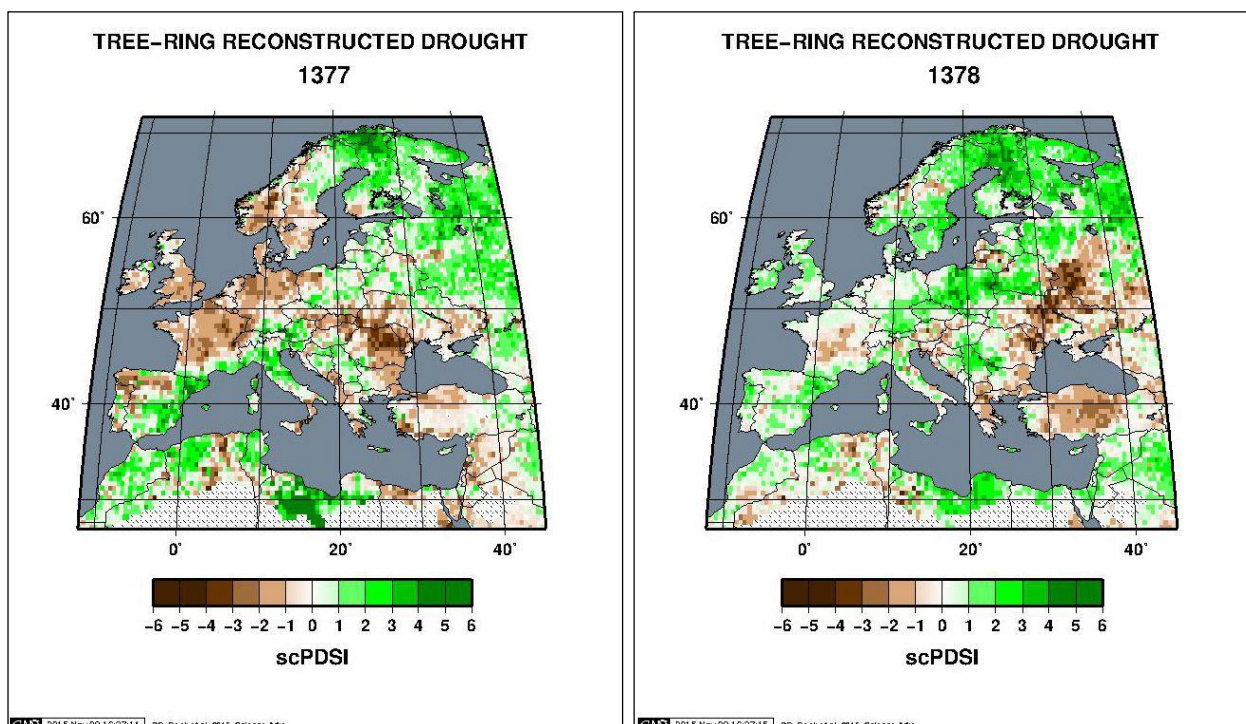 TREE-RING RECONSTRUCTED DROUGHT
1377
60°
40°
0° 20° 40°
-6 -5 -4 -3 -2 -1 0 1 2 3 4 5 6
scPDSI
TREE-RING RECONSTRUCTED DROUGHT
1378
60°
40°
0° 20° 40°
-6 -5 -4 -3 -2 -1 0 1 2 3 4 5 6
scPDSI